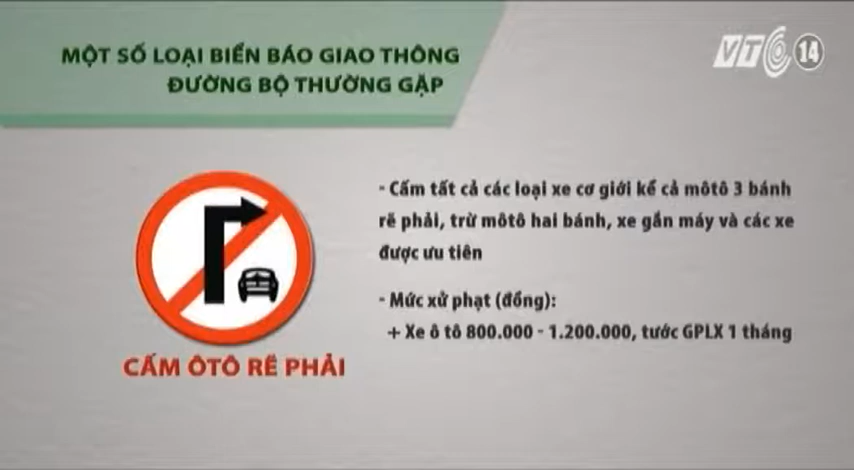 MỘT SỐ LOẠI BIỂN BÁO GIAO THÔNG
ĐƯỜNG BỘ THƯỜNG GẶP
VTC 14
- Cấm tất cả các loại xe cơ giới kể cả môtô 3 bánh
rẽ phải, trừ môtô hai bánh, xe gắn máy và các xe
được ưu tiên
- Mức xử phạt (đồng):
+ Xe ô tô 800.000 - 1.200.000, tước GPLX 1 tháng
CẤM ÔTÔ RẼ PHẢI